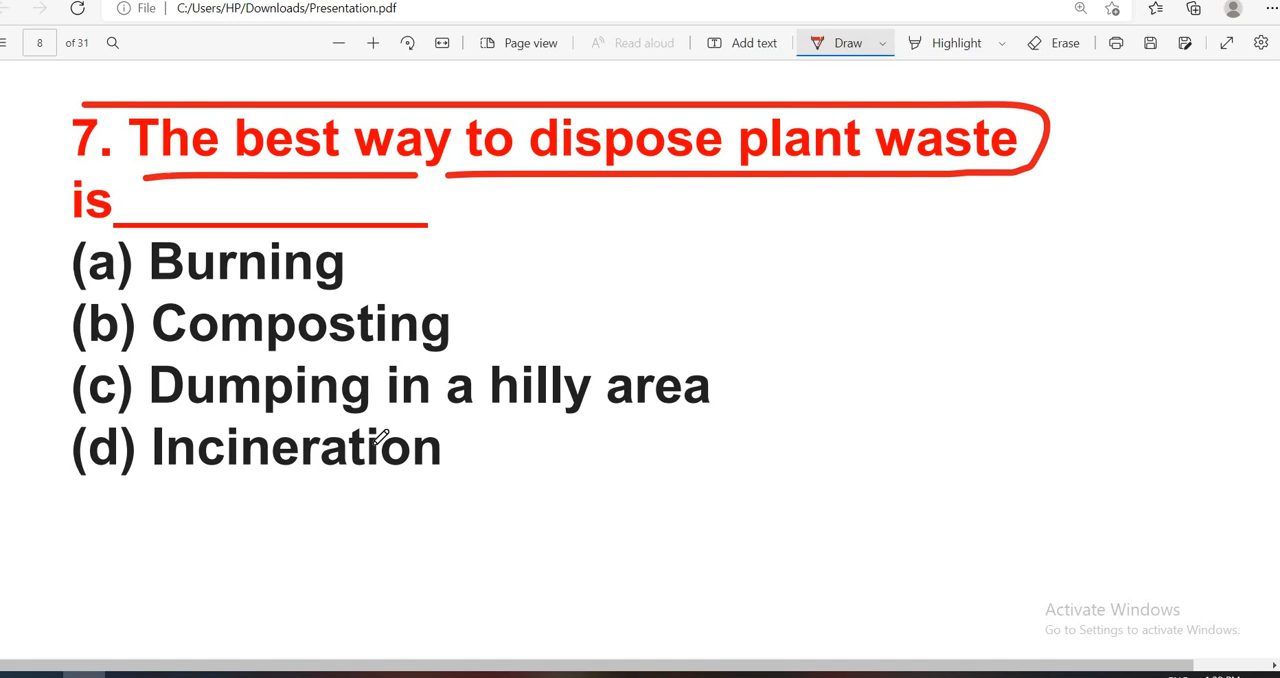 File C:/Users/HP/Downloads/Presentation.pdf
8 of 31 Page view Read aloud Add text Draw Highlight Erase
7. The best way to dispose plant waste
is____________
(a) Burning
(b) Composting
(c) Dumping in a hilly area
(d) Incineration
Activate Windows
Go to Settings to activate Windows.